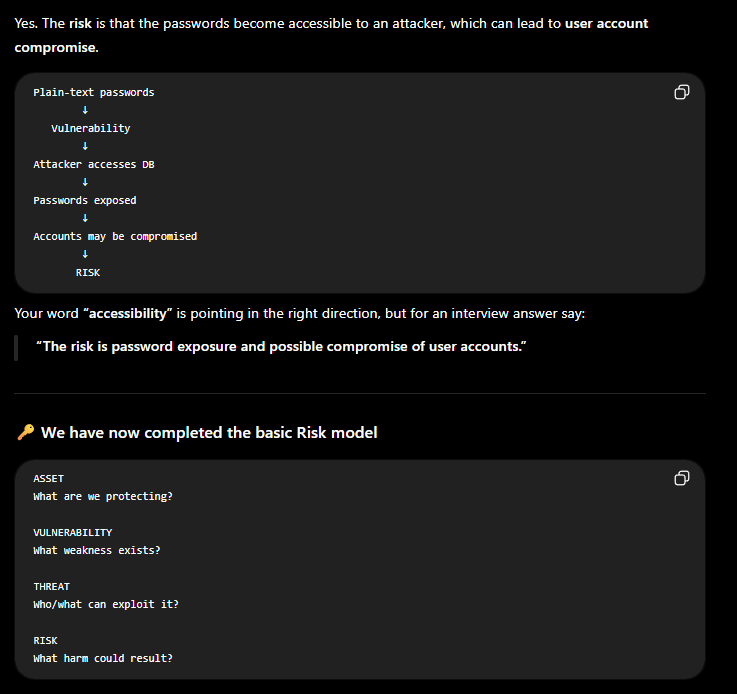 Yes. The risk is that the passwords become accessible to an attacker, which can lead to user account
compromise.
Plain-text passwords
↓
Vulnerability
↓
Attacker accesses DB
↓
Passwords exposed
↓
Accounts may be compromised
↓
RISK
Your word “accessibility” is pointing in the right direction, but for an interview answer say:
“The risk is password exposure and possible compromise of user accounts.”
🔑 We have now completed the basic Risk model
ASSET
What are we protecting?
VULNERABILITY
What weakness exists?
THREAT
Who/what can exploit it?
RISK
What harm could result?